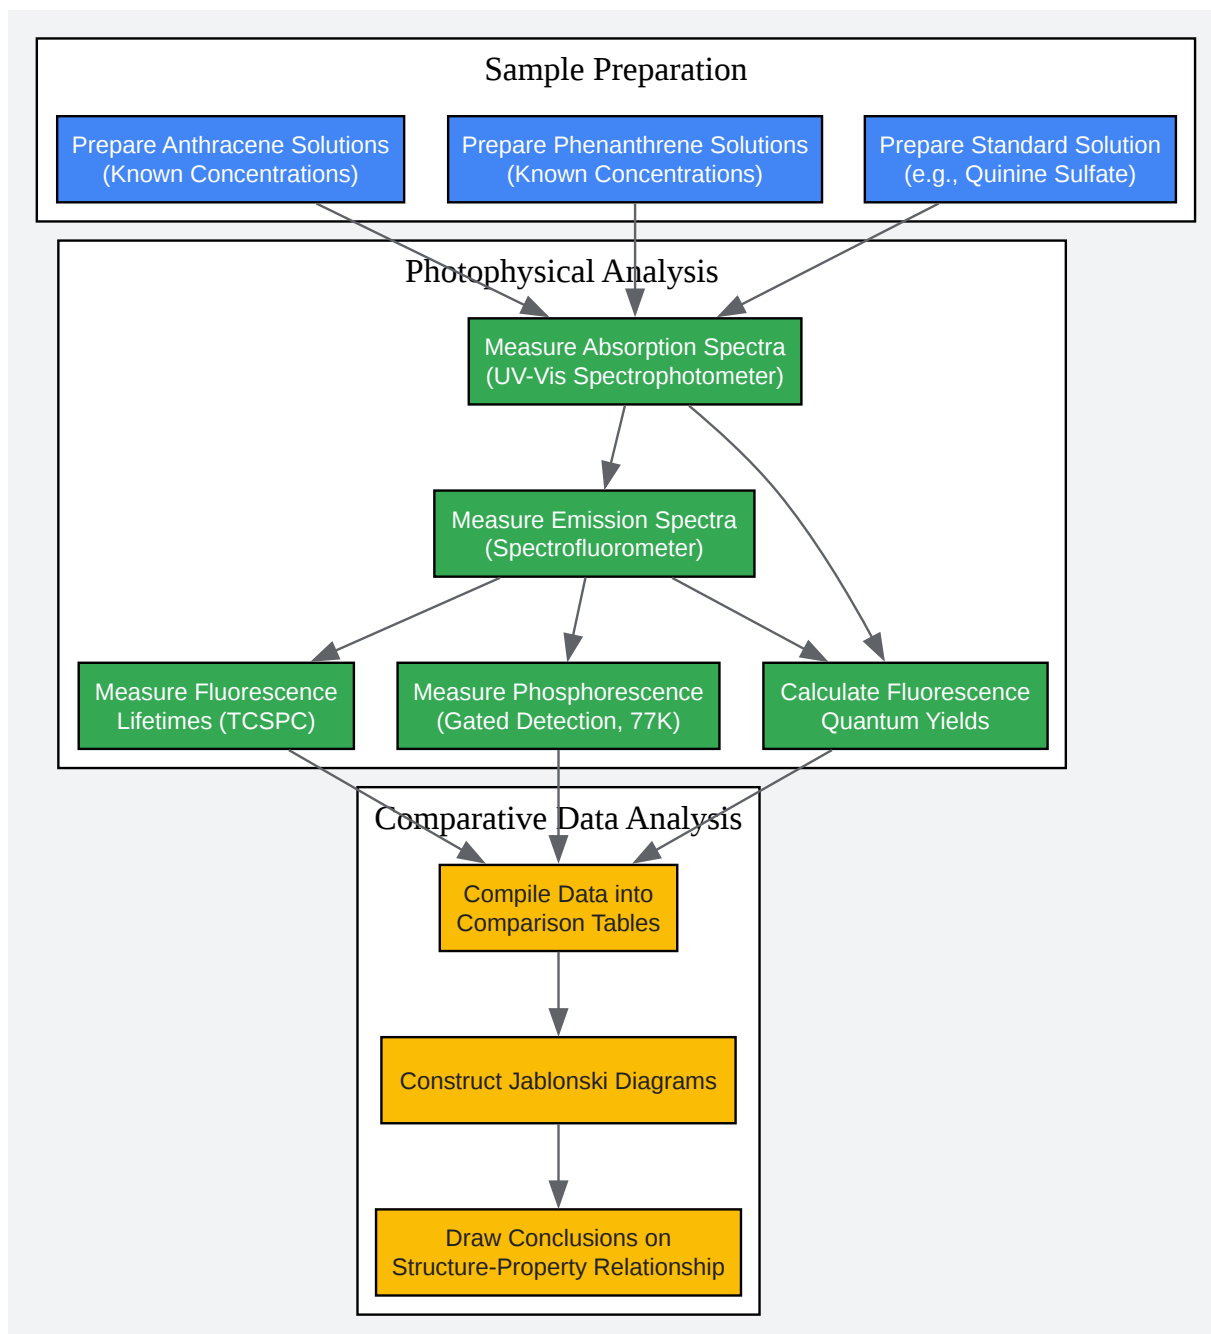 Sample Preparation
Prepare Anthracene Solutions
(Known Concentrations)
Prepare Phenanthrene Solutions
(Known Concentrations)
Prepare Standard Solution
(e.g., Quinine Sulfate)
Photophysical Analysis
Measure Absorption Spectra
(UV-Vis Spectrophotometer)
Measure Emission Spectra
(Spectrofluorometer)
Measure Fluorescence
Lifetimes (TCSPC)
Measure Phosphorescence
(Gated Detection, 77K)
Calculate Fluorescence
Quantum Yields
Comparative Data Analysis
Compile Data into
Comparison Tables
Construct Jablonski Diagrams
Draw Conclusions on
Structure-Property Relationship